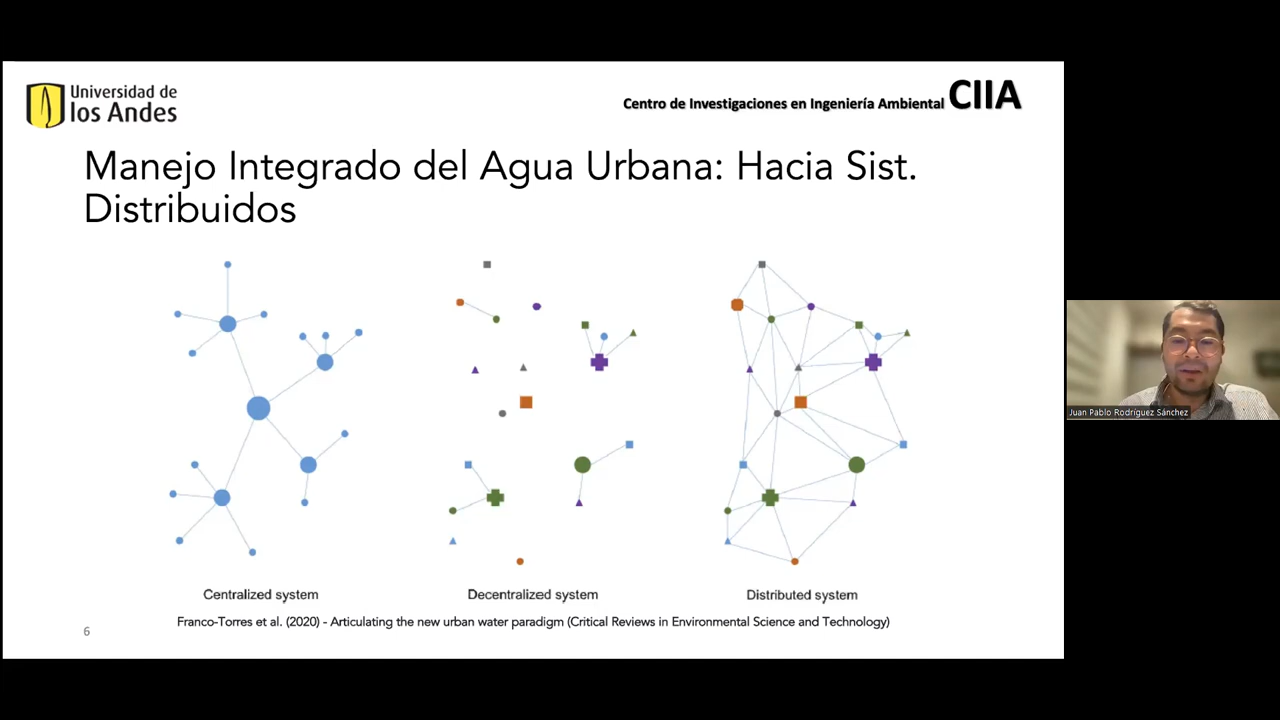 Universidad de
los Andes
Centro de Investigaciones en Ingeniería Ambiental CIIA
Manejo Integrado del Agua Urbana: Hacia Sist.
Distribuidos
Centralized system
Decentralized system
Distributed system
Franco-Torres et al. (2020) - Articulating the new urban water paradigm (Critical Reviews in Environmental Science and Technology)
6
Juan Pablo Rodríguez Sánchez